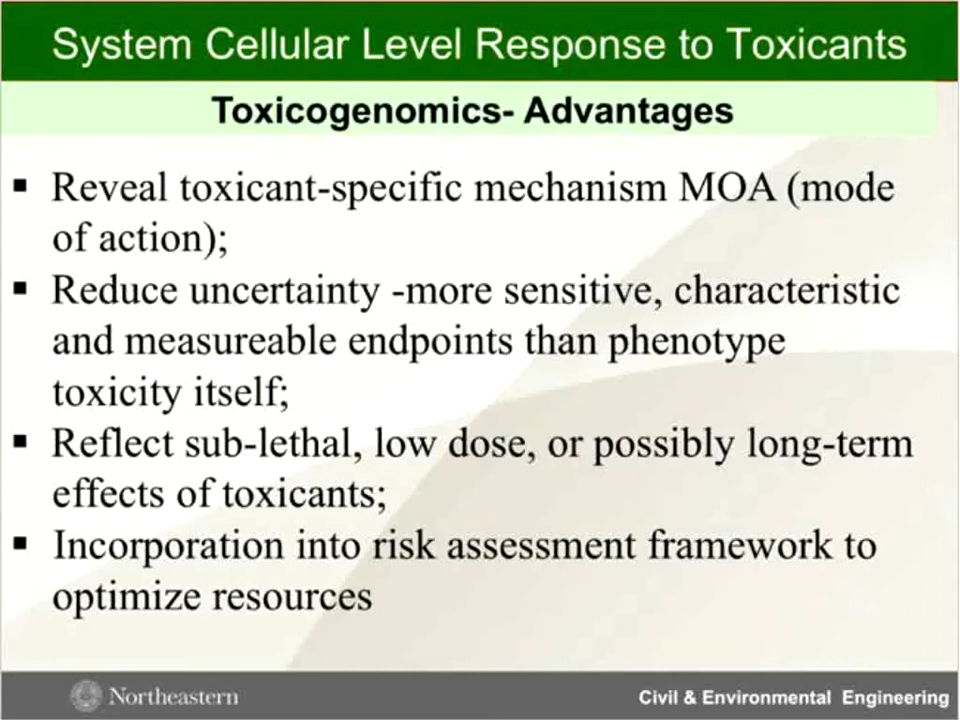 System Cellular Level Response to Toxicants
Toxicogenomics- Advantages
▪ Reveal toxicant-specific mechanism MOA (mode
of action);
▪ Reduce uncertainty -more sensitive, characteristic
and measureable endpoints than phenotype
toxicity itself;
▪ Reflect sub-lethal, low dose, or possibly long-term
effects of toxicants;
▪ Incorporation into risk assessment framework to
optimize resources
Northeastern
Civil & Environmental Engineering